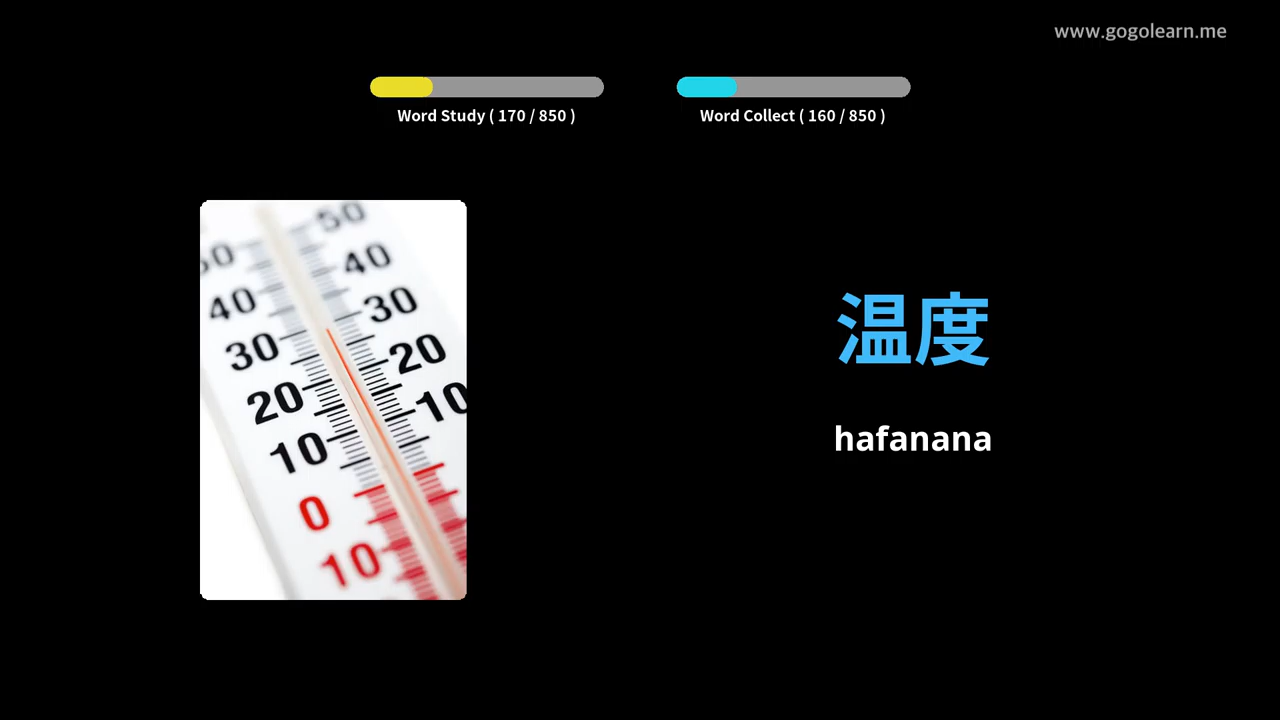 www.gogolearn.me
Word Study ( 170 / 850 )
Word Collect ( 160 / 850 )
50
50
40
40
30
30
20
20
10
10
0
10
温度
hafanana